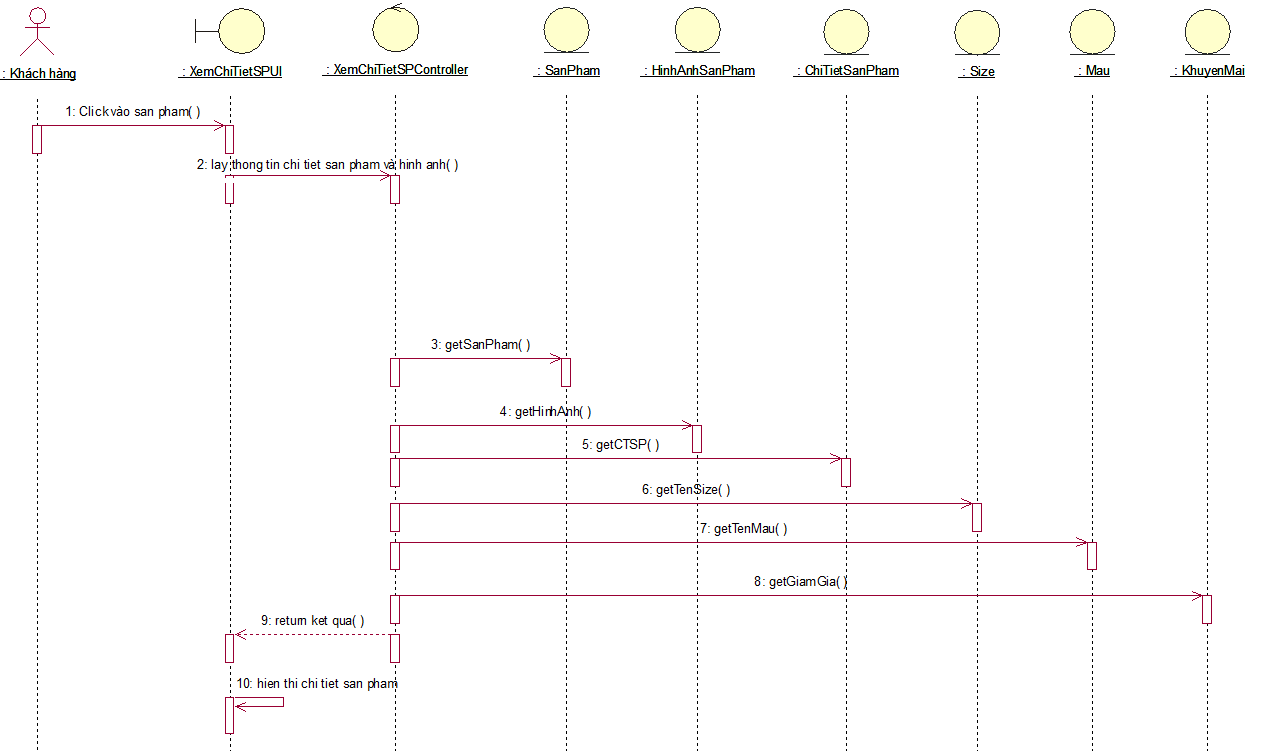 : Khách hàng
: XemChiTietSPUI
: XemChiTietSPController
: SanPham
: HinhAnhSanPham
: ChiTietSanPham
: Size
: Mau
: KhuyenMai
1: Click vào san pham( )
2: lay thong tin chi tiet san pham và hinh anh( )
3: getSanPham( )
4: getHinhAnh( )
5: getCTSP( )
6: getTenSize( )
7: getTenMau( )
8: getGiamGia( )
9: return ket qua( )
10: hien thi chi tiet san pham